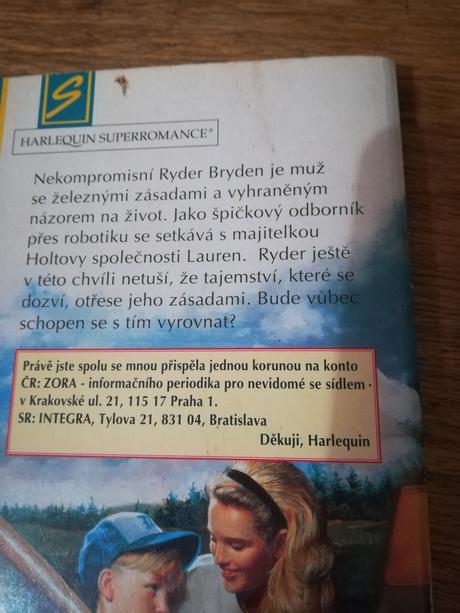 S
HARLEQUIN SUPERROMANCE®
Nekompromisní Ryder Bryden je muž
se železnými zásadami a vyhraněným
názorem na život. Jako špičkový odborník
přes robotiku se setkává s majitelkou
Holtovy společnosti Lauren. Ryder ještě
v této chvíli netuší, že tajemství, které se
dozví, otřese jeho zásadami. Bude vůbec
schopen se s tím vyrovnat?
Právě jste spolu se mnou přispěla jednou korunou na konto
ČR: ZORA - informačního periodika pro nevidomé se sídlem
v Krakovské ul. 21, 115 17 Praha 1.
SR: INTEGRA, Tylova 21, 831 04, Bratislava
Děkuji, Harlequin